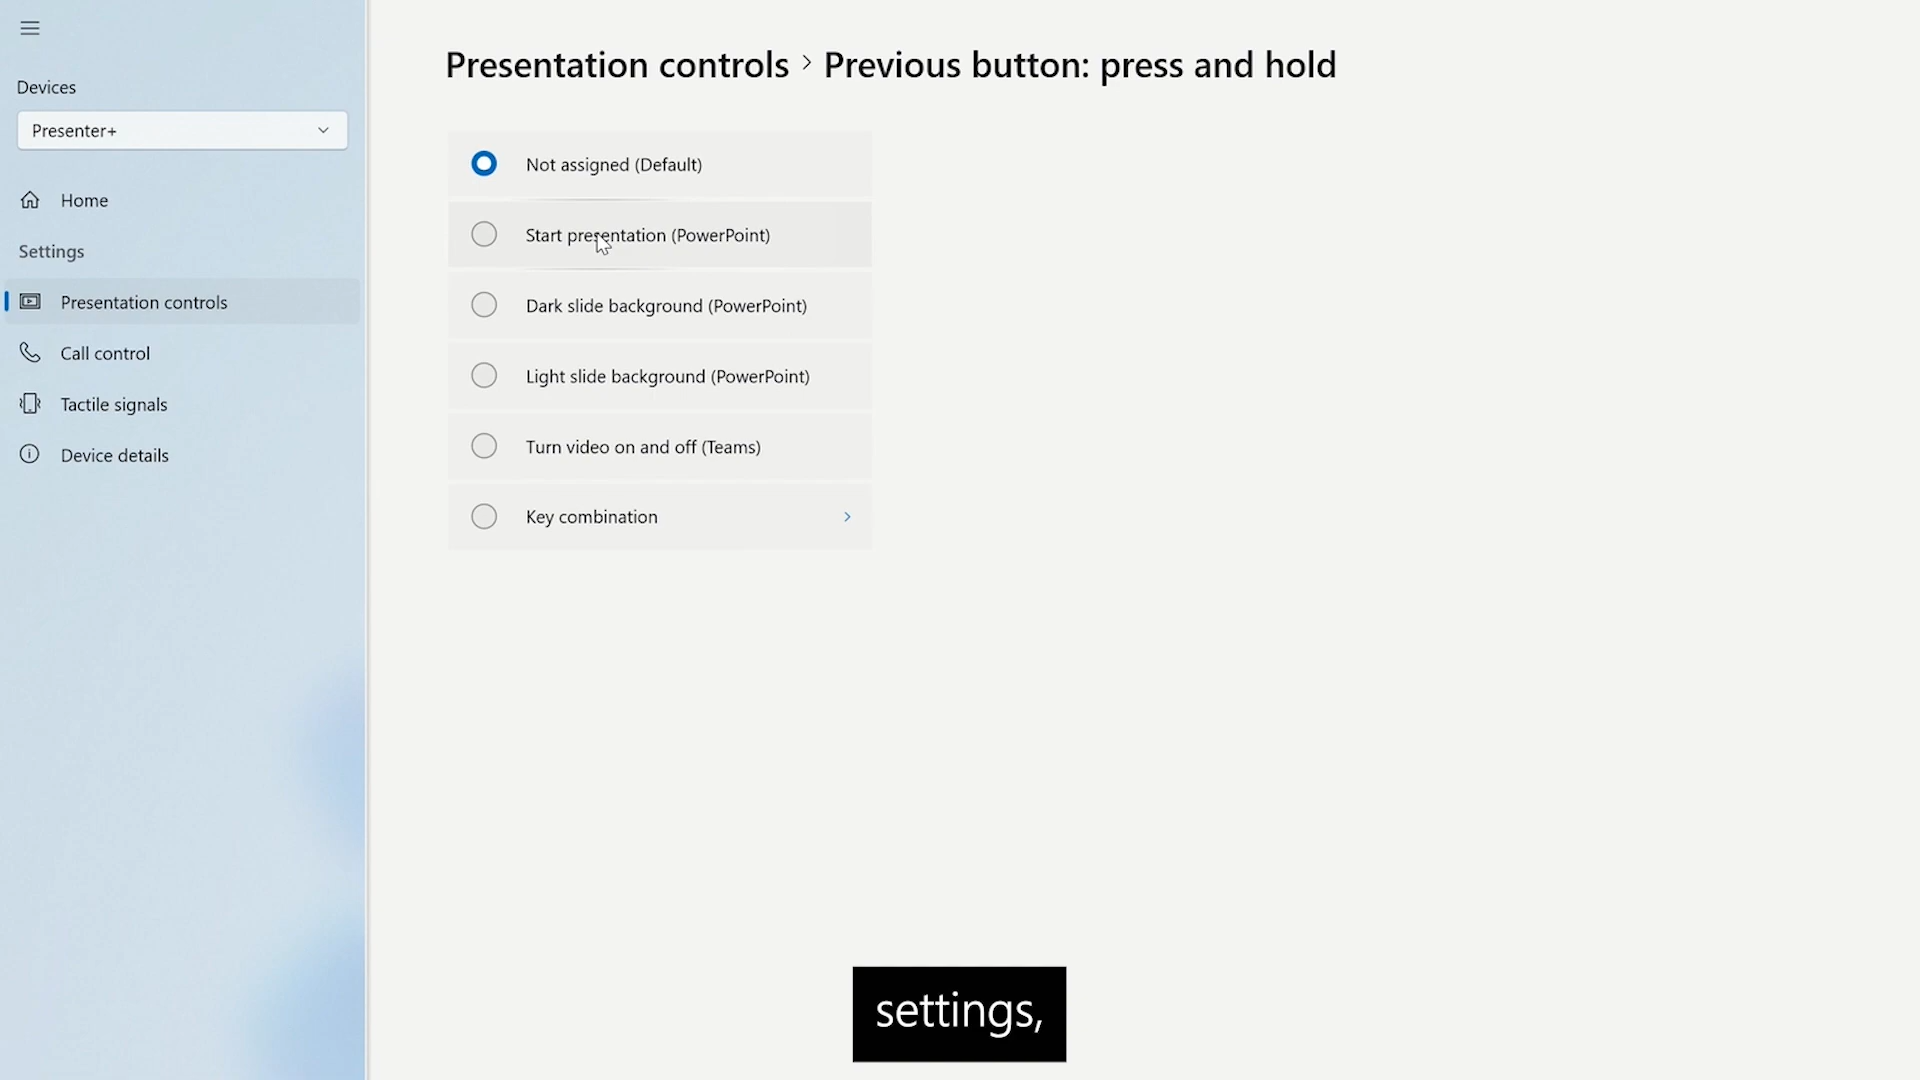 Devices
Presenter+
Home
Settings
Presentation controls
Call control
Tactile signals
Device details
Presentation controls > Previous button: press and hold
Not assigned (Default)
Start presentation (PowerPoint)
Dark slide background (PowerPoint)
Light slide background (PowerPoint)
Turn video on and off (Teams)
Key combination
settings,